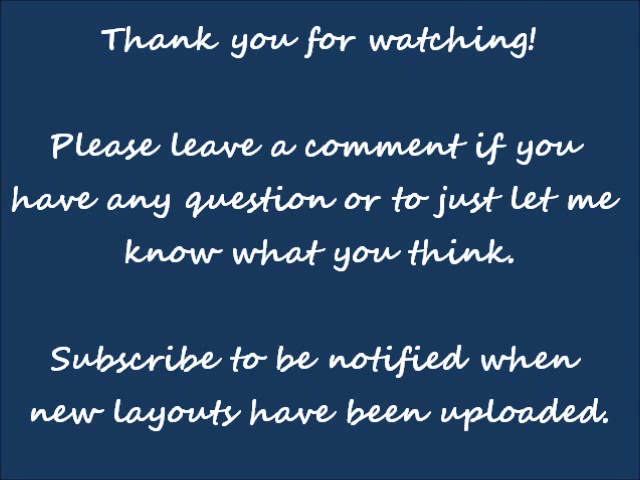 Thank you for watching!
Please leave a comment if you
have any question or to just let me
know what you think.
Subscribe to be notified when
new layouts have been uploaded.